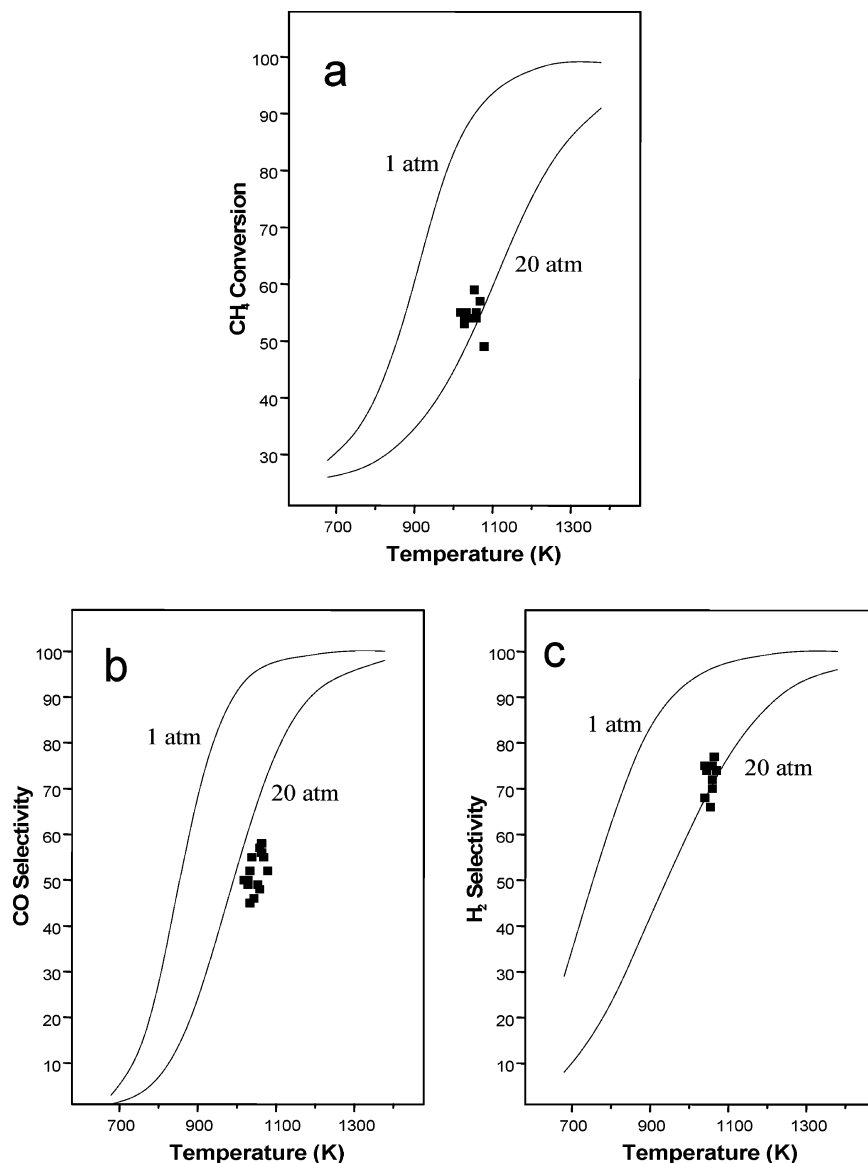 a
100
90
80
70
60
50
40
30
CH4 Conversion
1 atm
20 atm
700 900 1100 1300
Temperature (K)
b
100
90
80
70
60
50
40
30
20
10
CO Selectivity
1 atm
20 atm
700 900 1100 1300
Temperature (K)
c
100
90
80
70
60
50
40
30
20
10
H2 Selectivity
1 atm
20 atm
700 900 1100 1300
Temperature (K)